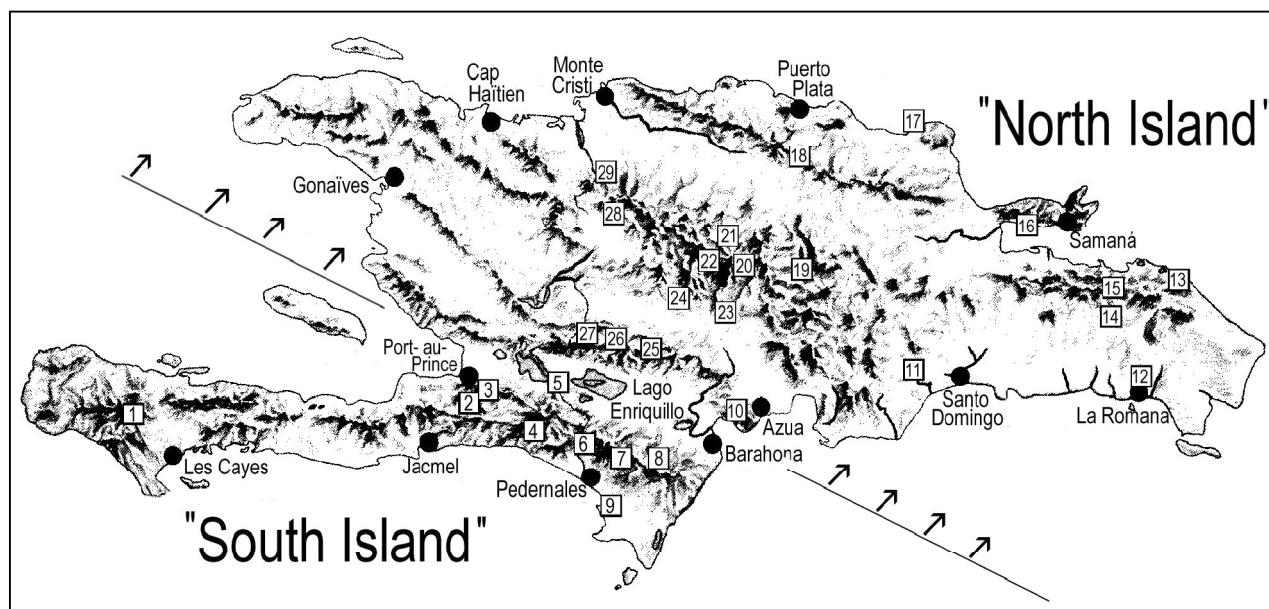 Cap
Haïtien
Monte
Cristi
Puerto
Plata
17
"North Island"
18
Gonaïves
29
28
16
Samaná
21
22
20
19
13
15
24
23
14
27
26
25
Port-au-
Prince
5
Lago
Enriquillo
11
Santo
Domingo
12
La Romana
3
2
1
10
Azua
4
6
7
8
Barahona
Les Cayes
Jacmel
Pedernales
9
"South Island"